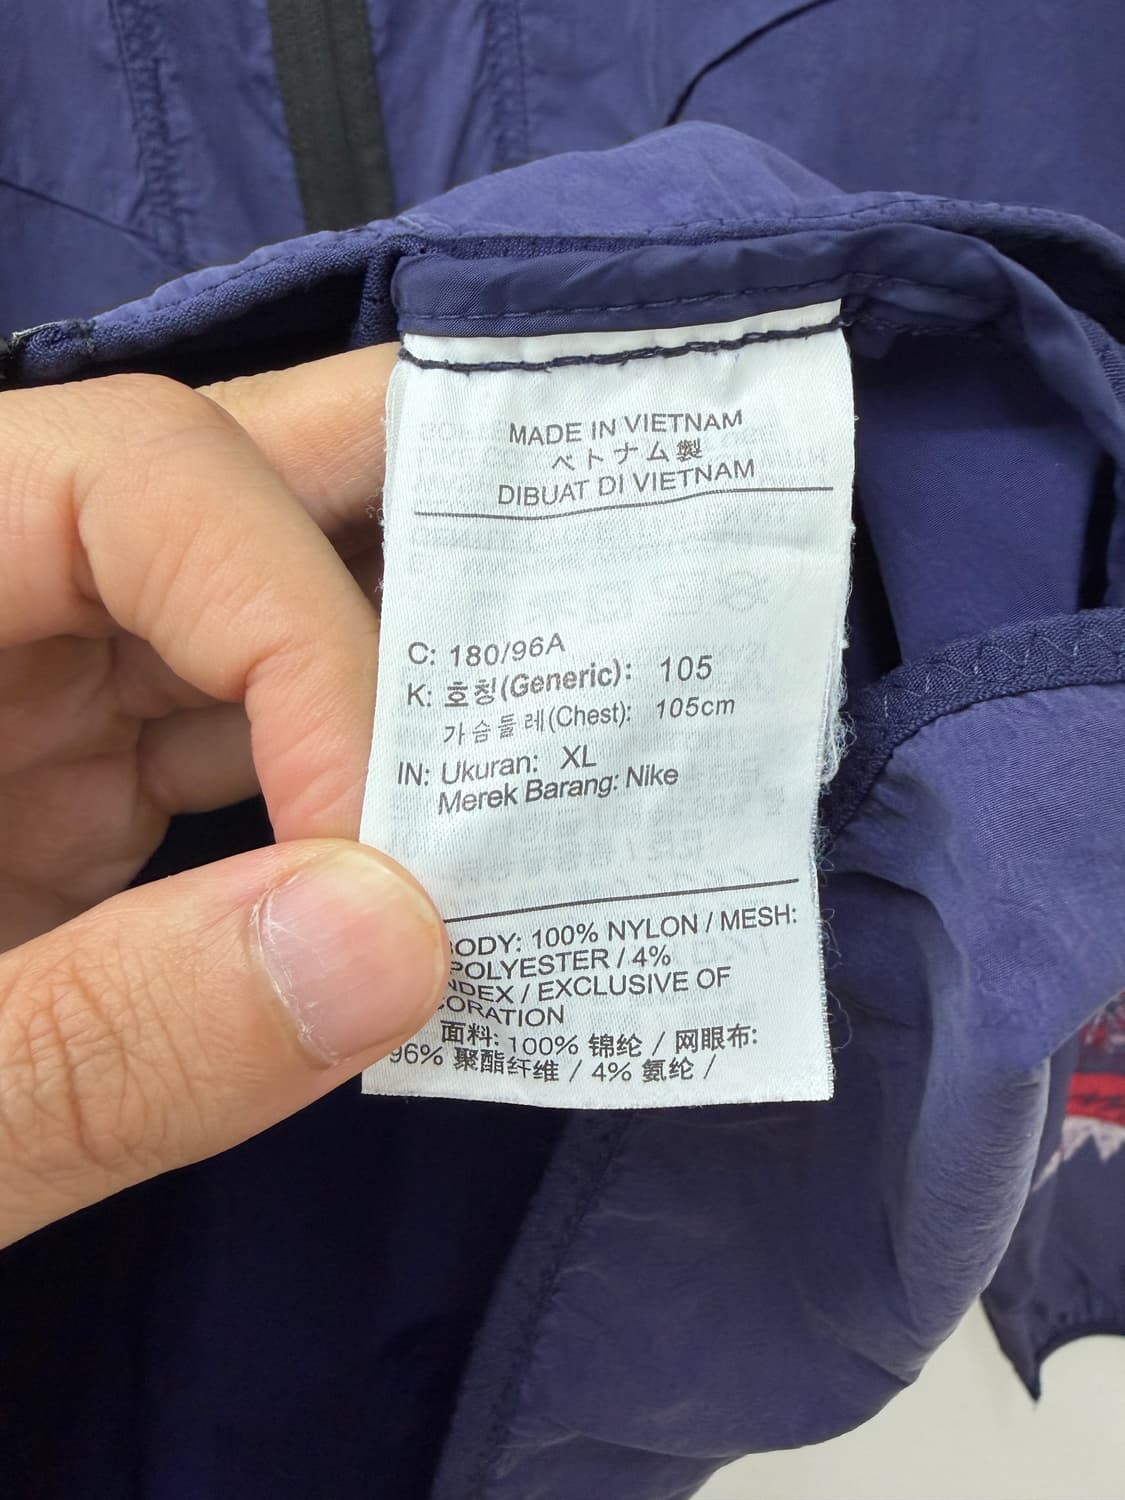 MADE IN VIETNAM
ベトナム製
DIBUAT DI VIETNAM
C: 180/96A
K: 호칭(Generic): 105
가슴둘레(Chest): 105cm
IN: Ukuran: XL
Merek Barang: Nike
BODY: 100% NYLON / MESH:
POLYESTER / 4%
/ EXCLUSIVE OF
面料: 100% 锦纶 / 网眼布:
96% 聚酯纤维 / 4% 氨纶 /